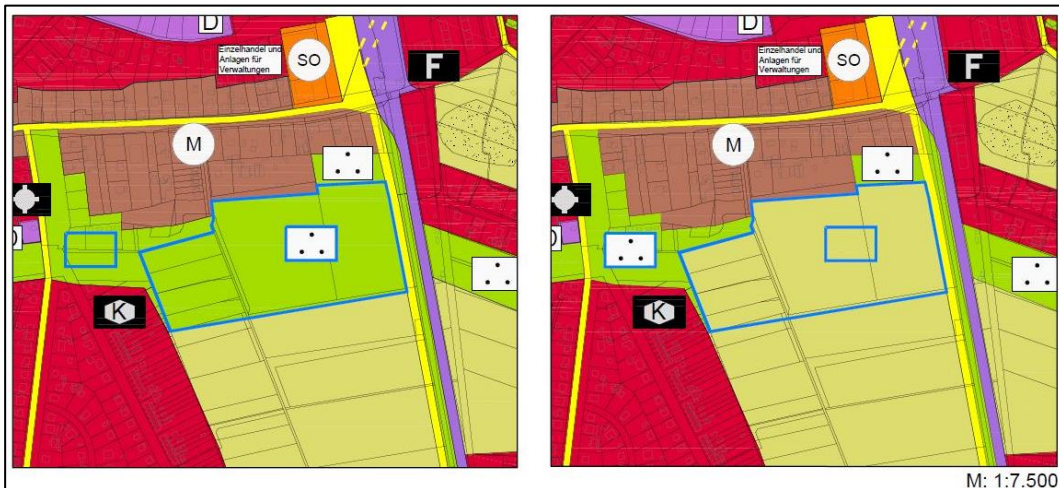 D
Einzelhandel und
Anlagen für
Verwaltungen
SO
F
M
K
D
Einzelhandel und
Anlagen für
Verwaltungen
SO
F
M
K
M: 1:7.500